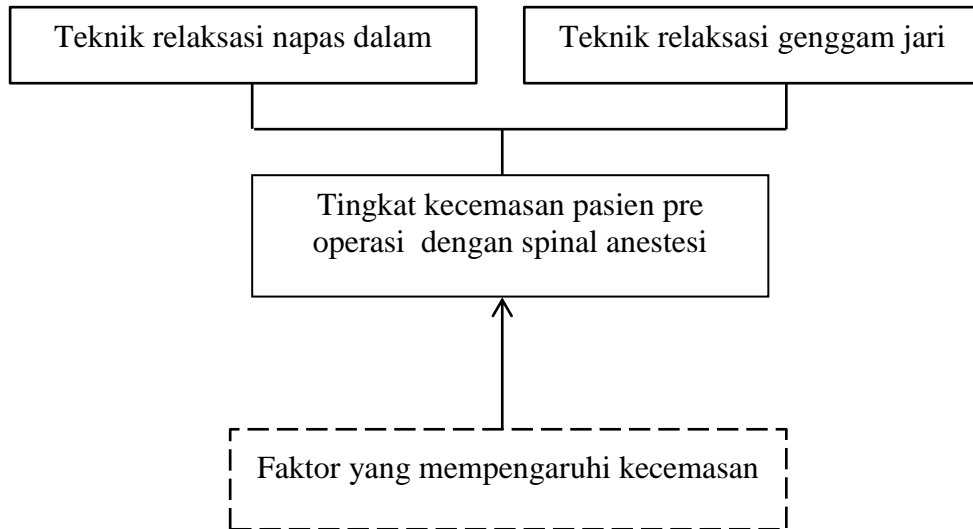 Teknik relaksasi napas dalam
Teknik relaksasi genggam jari
Tingkat kecemasan pasien pre
operasi dengan spinal anestesi
Faktor yang mempengaruhi kecemasan